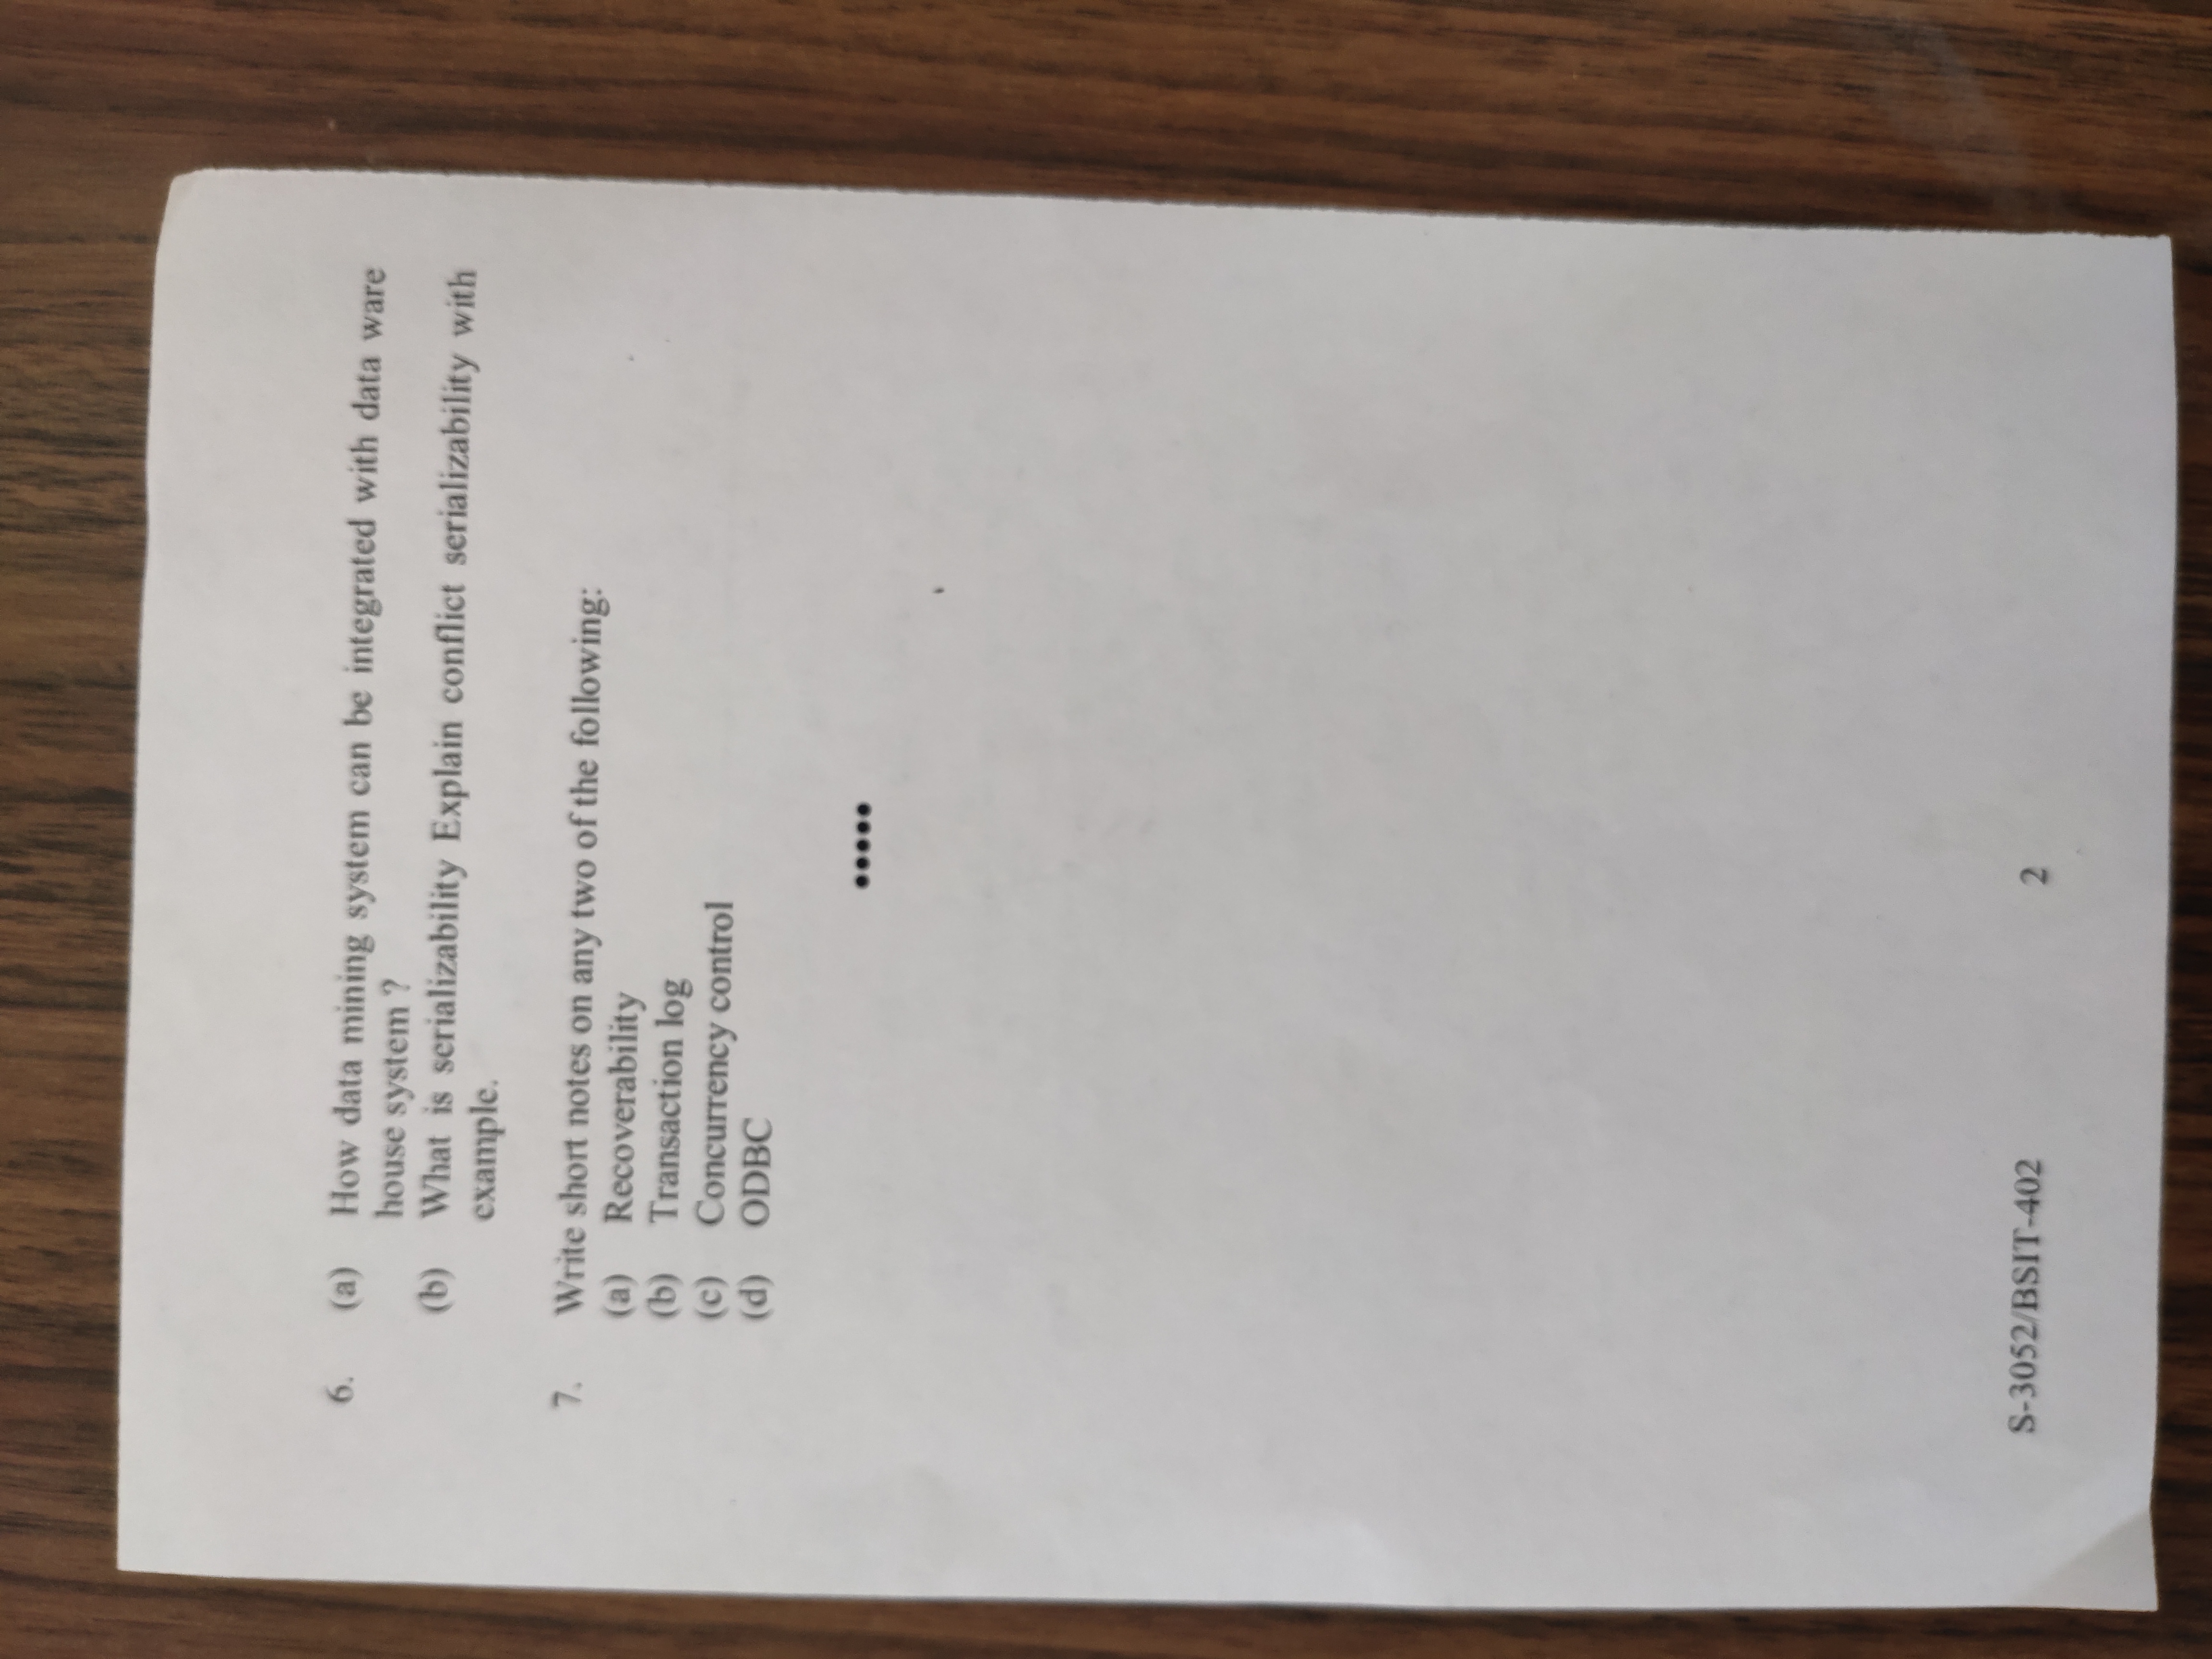 6. (a) How data mining system can be integrated with data ware
house system ?
(b) What is serializability Explain conflict serializability with
example.
7. Write short notes on any two of the following:
(a) Recoverability
(b) Transaction log
(c) Concurrency control
(d) ODBC
•••••
S-3052/BSIT-402 2